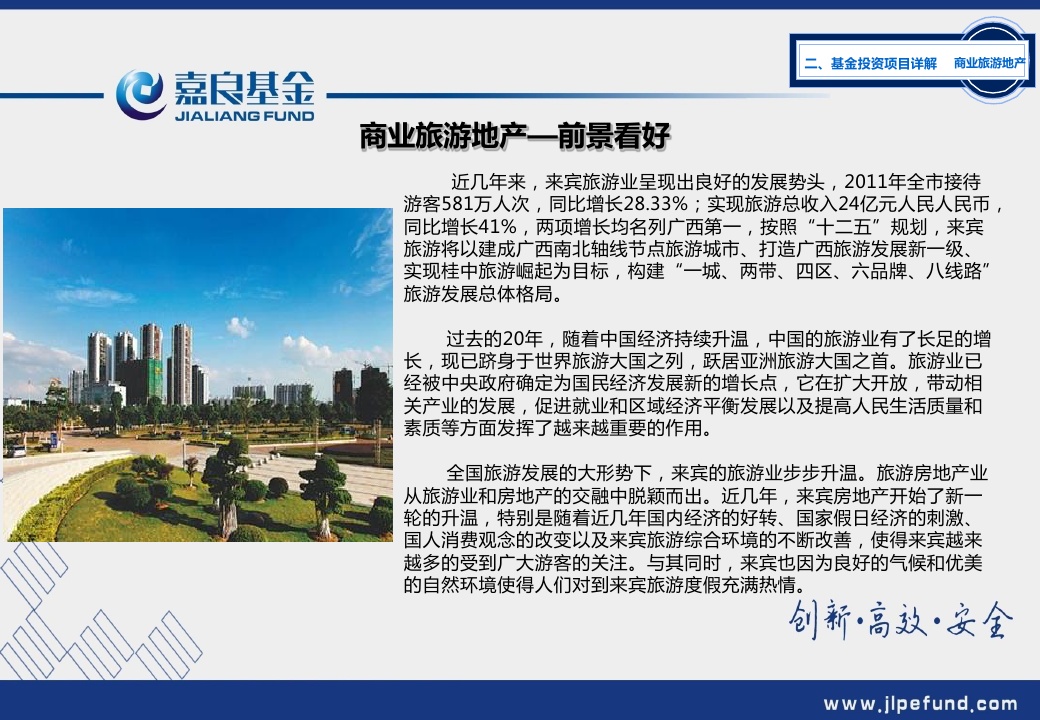 二、基金投资项目详解 商业旅游地产
嘉良基金
JIALIANG FUND
商业旅游地产—前景看好
近几年来，来宾旅游业呈现出良好的发展势头，2011年全市接待
游客581万人次，同比增长28.33%；实现旅游总收入24亿元人民人民币，
同比增长41%，两项增长均名列广西第一，按照“十二五”规划，来宾
旅游将以建成广西南北轴线节点旅游城市、打造广西旅游发展新一级、
实现桂中旅游崛起为目标，构建“一城、两带、四区、六品牌、八线路”
旅游发展总体格局。
过去的20年，随着中国经济持续升温，中国的旅游业有了长足的增
长，现已跻身于世界旅游大国之列，跃居亚洲旅游大国之首。旅游业已
经被中央政府确定为国民经济发展新的增长点，它在扩大开放，带动相
关产业的发展，促进就业和区域经济平衡发展以及提高人民生活质量和
素质等方面发挥了越来越重要的作用。
全国旅游发展的大形势下，来宾的旅游业步步升温。旅游房地产业
从旅游业和房地产的交融中脱颖而出。近几年，来宾房地产开始了新一
轮的升温，特别是随着近几年国内经济的好转、国家假日经济的刺激、
国人消费观念的改变以及来宾旅游综合环境的不断改善，使得来宾越来
越多的受到广大游客的关注。与其同时，来宾也因为良好的气候和优美
的自然环境使得人们对到来宾旅游度假充满热情。
创新·高效·安全
www.jlpefund.com